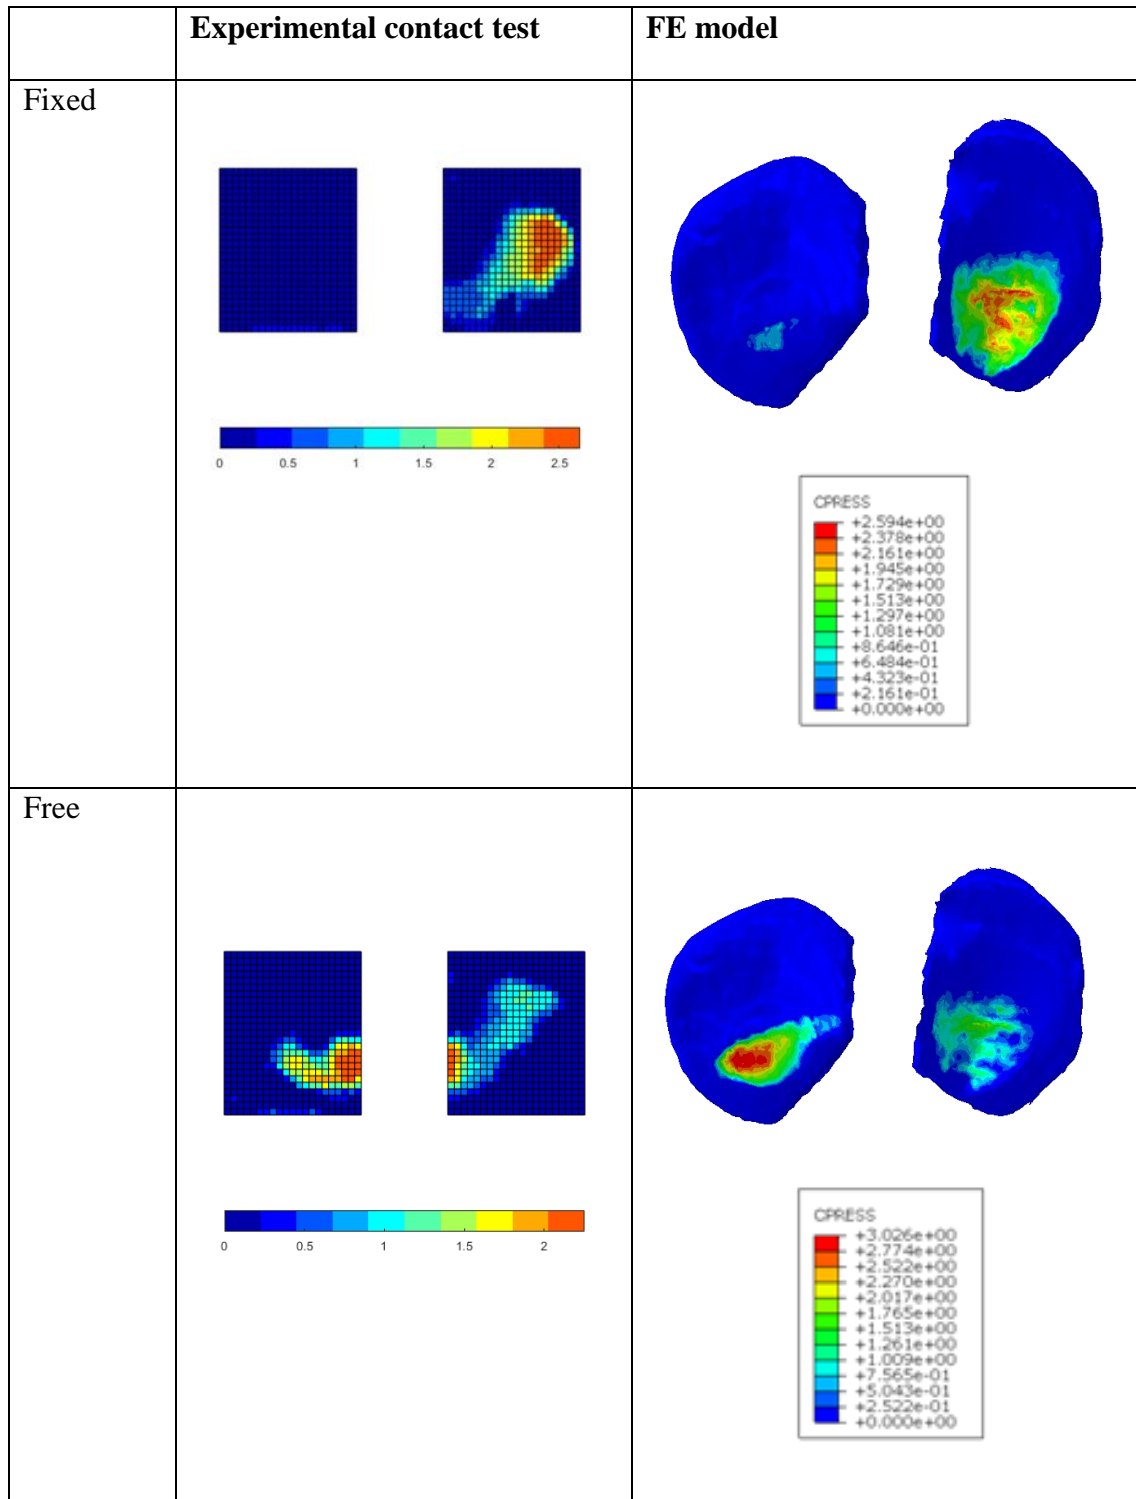 Experimental contact test
FE model
Fixed
0 0.5 1 1.5 2 2.5
CPRESS
+2.594e+00
+2.378e+00
+2.161e+00
+1.945e+00
+1.729e+00
+1.513e+00
+1.297e+00
+1.081e+00
+8.646e-01
+6.484e-01
+4.323e-01
+2.161e-01
+0.000e+00
Free
0 0.5 1 1.5 2
CPRESS
+3.026e+00
+2.774e+00
+2.522e+00
+2.270e+00
+2.017e+00
+1.765e+00
+1.513e+00
+1.261e+00
+1.009e+00
+7.565e-01
+5.043e-01
+2.522e-01
+0.000e+00